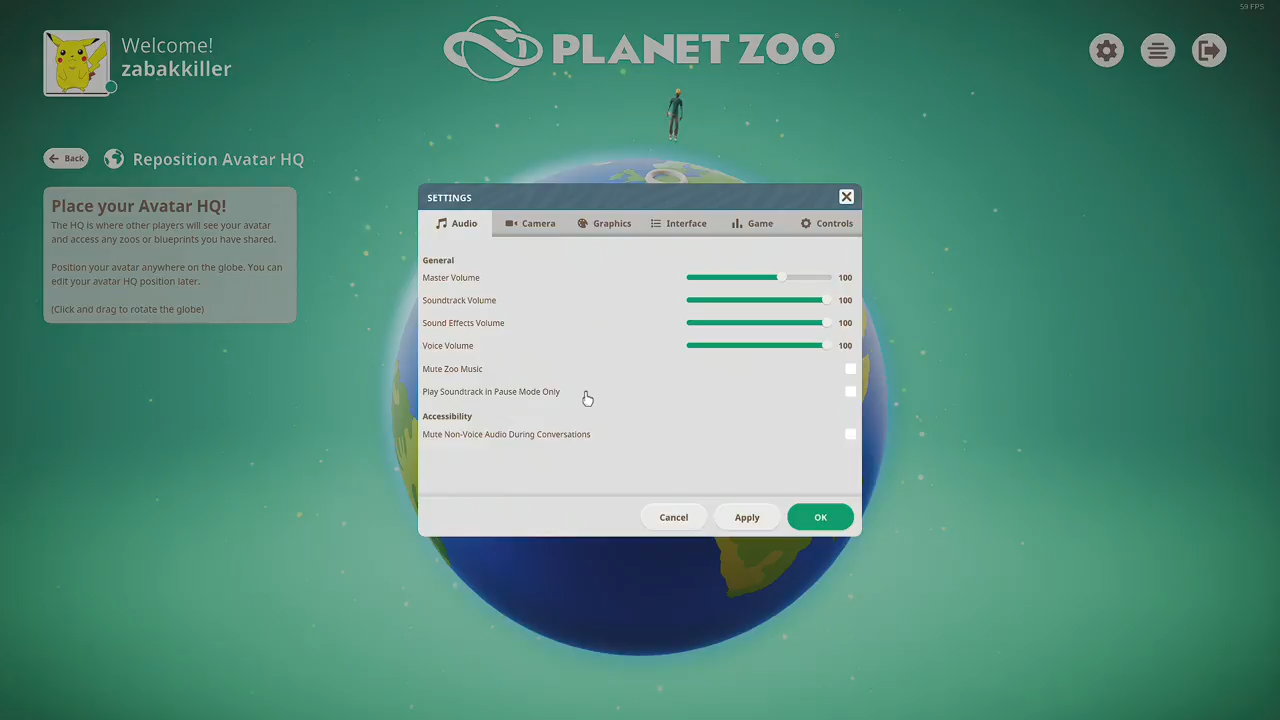 59 FPS
Welcome!
zabakkiller
PLANET ZOO
Back
Reposition Avatar HQ
Place your Avatar HQ!
The HQ is where other players will see your avatar
and access any zoos or blueprints you have shared.
Position your avatar anywhere on the globe. You can
edit your avatar HQ position later.
(Click and drag to rotate the globe)
SETTINGS
Audio Camera Graphics Interface Game Controls
General
Master Volume 100
Soundtrack Volume 100
Sound Effects Volume 100
Voice Volume 100
Mute Zoo Music
Play Soundtrack in Pause Mode Only
Accessibility
Mute Non-Voice Audio During Conversations
Cancel Apply OK